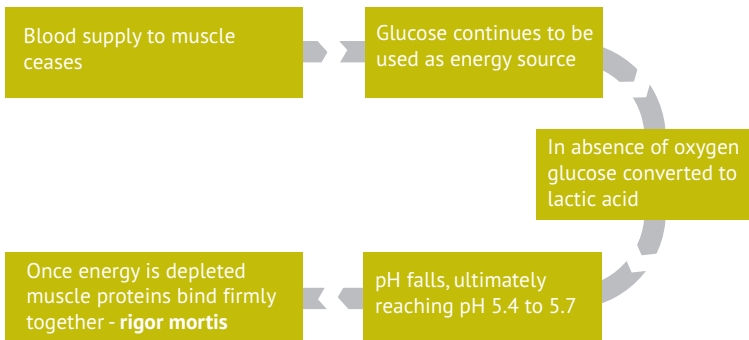 Blood supply to muscle
ceases
Glucose continues to be
used as energy source
In absence of oxygen
glucose converted to
lactic acid
pH falls, ultimately
reaching pH 5.4 to 5.7
Once energy is depleted
muscle proteins bind firmly
together - rigor mortis